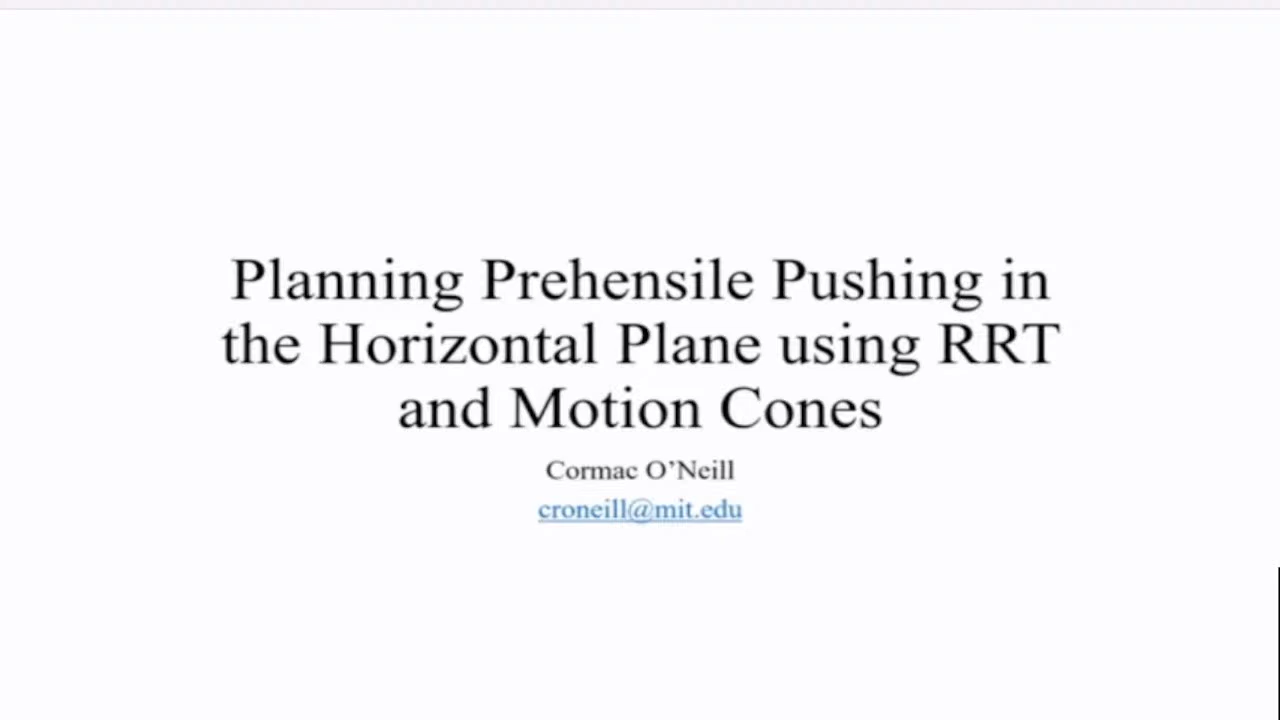 Planning Prehensile Pushing in
the Horizontal Plane using RRT
and Motion Cones
Cormac O’Neill
croneill@mit.edu